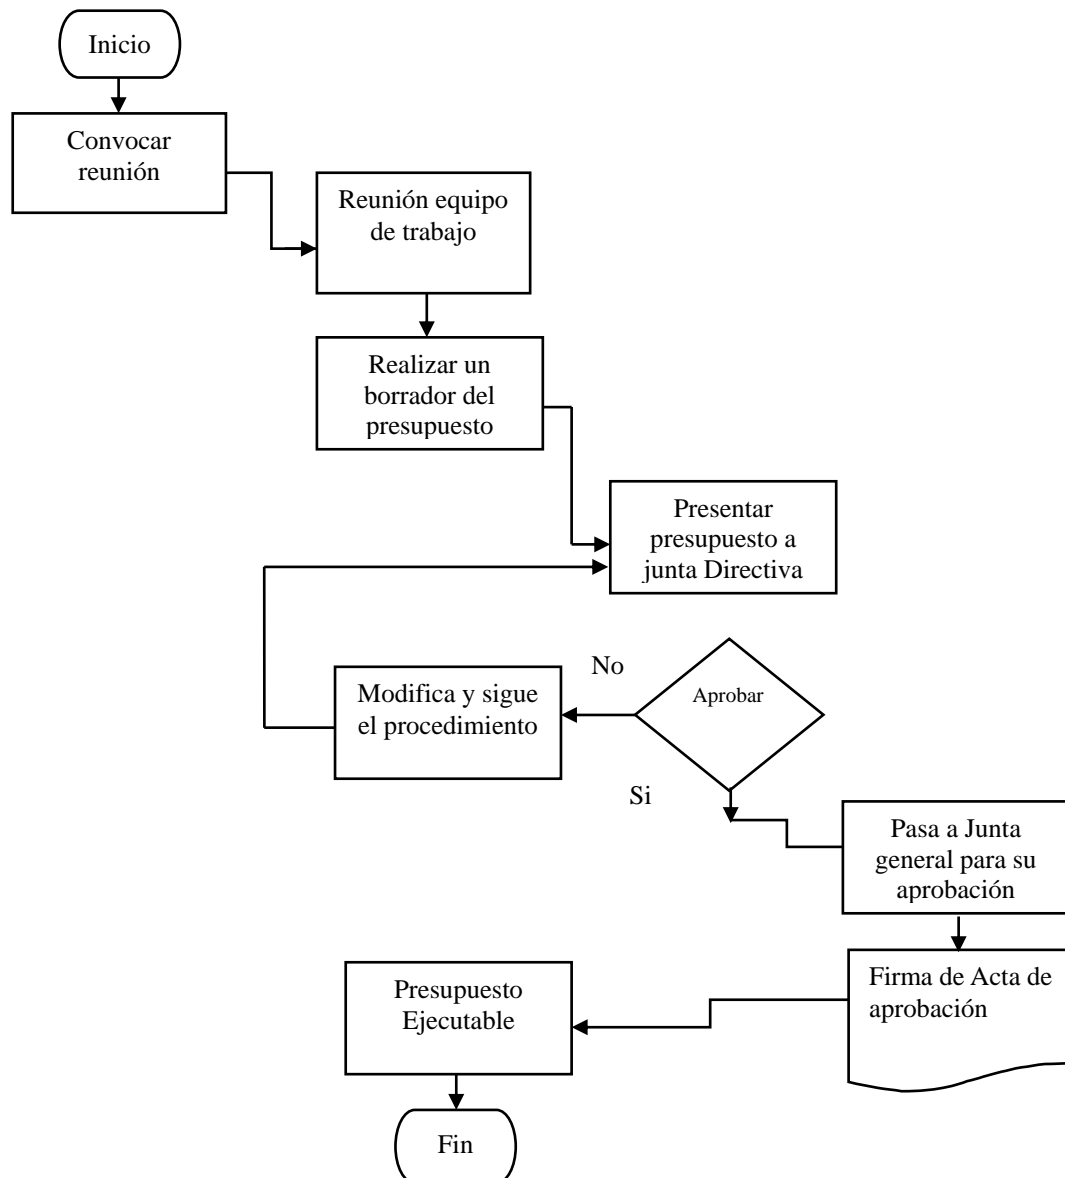 Inicio
Convocar
reunión
Reunión equipo
de trabajo
Realizar un
borrador del
presupuesto
Presentar
presupuesto a
junta Directiva
No
Aprobar
Modifica y sigue
el procedimiento
Si
Pasa a Junta
general para su
aprobación
Firma de Acta de
aprobación
Presupuesto
Ejecutable
Fin